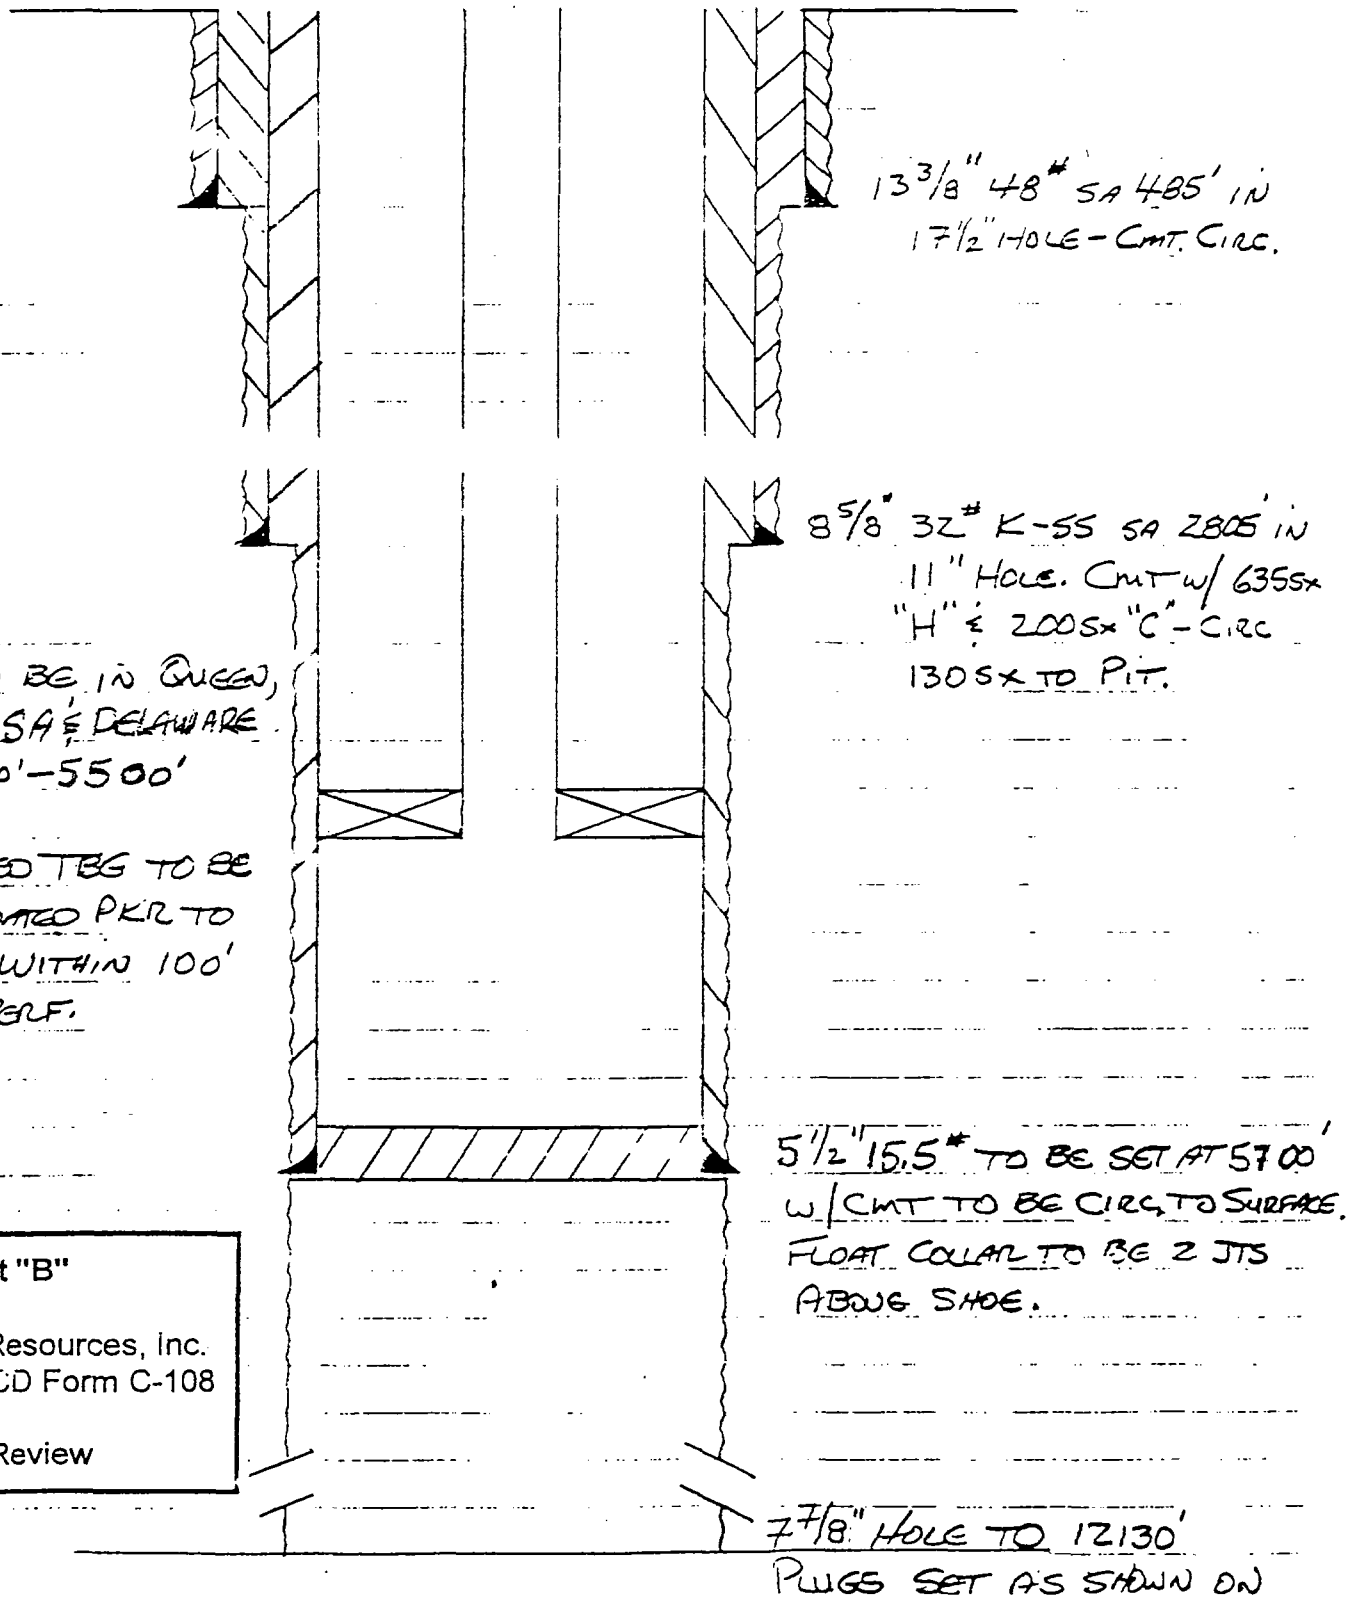 13 3/8" 48# SA 485' IN
17 1/2" HOLE - CMT. CIRC.
8 5/8" 32# K-55 SA 2805' IN
11" HOLE. CMT W/ 635SX
"H" & 200SX "C" - CIRC
130SX TO PIT.
BE IN QUEEN,
SA & DELAWARE
0'-5500'
ED TBG TO BE
ATED PKR TO
WITHIN 100'
PERF.
5 1/2" 15.5# TO BE SET AT 5700'
W/ CMT TO BE CIRC. TO SURFACE.
FLOAT COLLAR TO BE 2 JTS
ABOVE SHOE.
t "B"
Resources, Inc.
CD Form C-108
Review
7 7/8" HOLE TO 12130'
PLUGS SET AS SHOWN ON